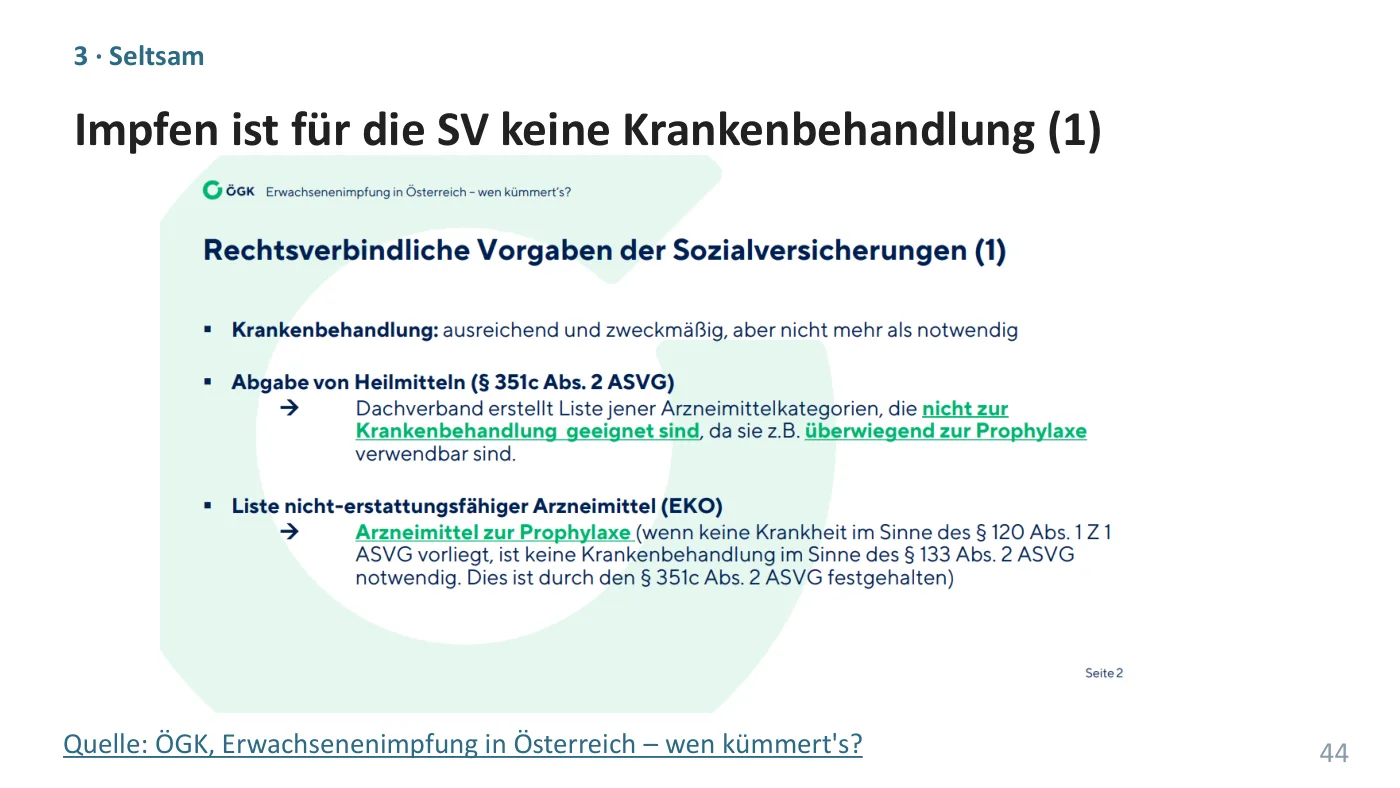 3 · Seltsam
Impfen ist für die SV keine Krankenbehandlung (1)
ÖGK Erwachsenenimpfung in Österreich – wen kümmert‘s?
Rechtsverbindliche Vorgaben der Sozialversicherungen (1)
▪ Krankenbehandlung: ausreichend und zweckmäßig, aber nicht mehr als notwendig
▪ Abgabe von Heilmitteln (§ 351c Abs. 2 ASVG)
→ Dachverband erstellt Liste jener Arzneimittelkategorien, die nicht zur
Krankenbehandlung geeignet sind, da sie z.B. überwiegend zur Prophylaxe
verwendbar sind.
▪ Liste nicht-erstattungsfähiger Arzneimittel (EKO)
→ Arzneimittel zur Prophylaxe (wenn keine Krankheit im Sinne des § 120 Abs. 1 Z 1
ASVG vorliegt, ist keine Krankenbehandlung im Sinne des § 133 Abs. 2 ASVG
notwendig. Dies ist durch den § 351c Abs. 2 ASVG festgehalten)
Seite 2
Quelle: ÖGK, Erwachsenenimpfung in Österreich – wen kümmert's?
44